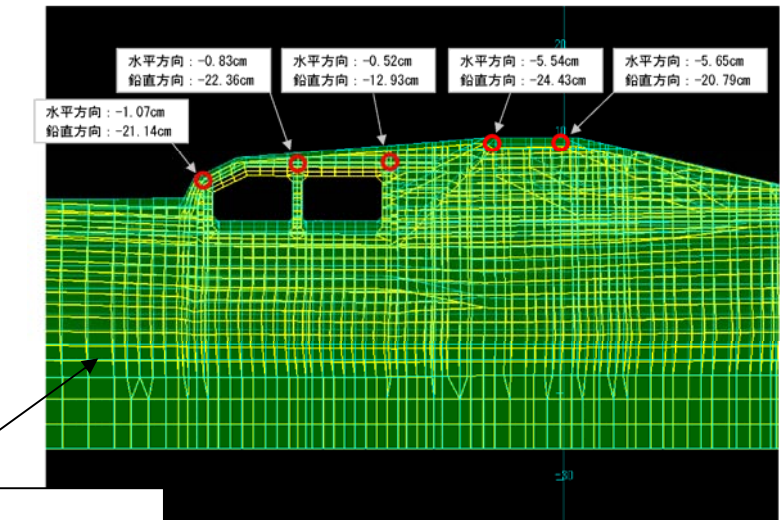 20
水平方向：-0.83cm
鉛直方向：-22.36cm
水平方向：-0.52cm
鉛直方向：-12.93cm
水平方向：-5.54cm
鉛直方向：-24.43cm
水平方向：-5.65cm
鉛直方向：-20.79cm
水平方向：-1.07cm
鉛直方向：-21.14cm
10
-30